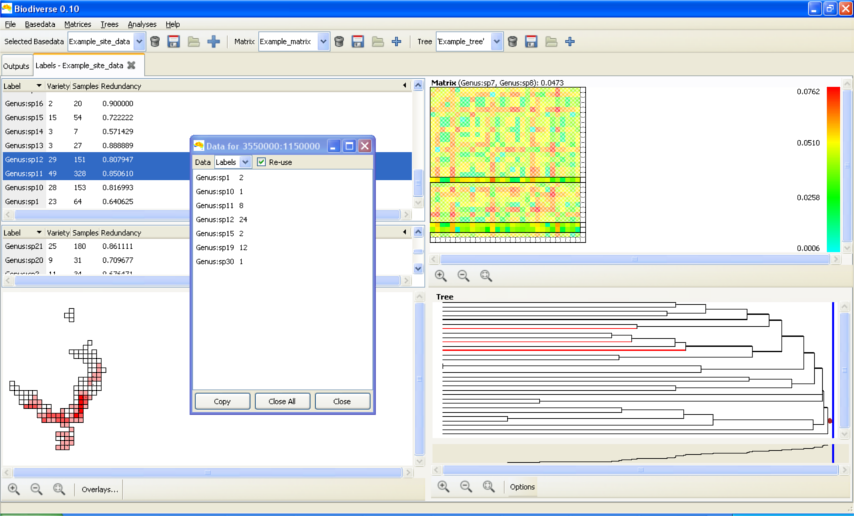 Biodiverse 0.10
File Basedata Matrices Trees Analyses Help
Selected Basedata Example_site_data Matrix Example_matrix Tree 'Example_tree'
Outputs Labels - Example_site_data
Label Variety Samples Redundancy
Genus:sp16 2 20 0.900000
Genus:sp15 15 54 0.722222
Genus:sp14 3 7 0.571429
Genus:sp13 3 27 0.888889
Genus:sp12 29 151 0.807947
Genus:sp11 49 328 0.850610
Genus:sp10 28 153 0.816993
Genus:sp1 23 64 0.640625
Label Variety Samples Redundancy
Genus:sp21 25 180 0.861111
Genus:sp20 9 31 0.709677
Genus:sp2 11 34 0.676471
Overlays...
Data for 3550000:1150000
Data Labels Re-use
Genus:sp1 2
Genus:sp10 1
Genus:sp11 8
Genus:sp12 24
Genus:sp15 2
Genus:sp19 12
Genus:sp30 1
Copy Close All Close
Matrix (Genus:sp7, Genus:sp8): 0.0473
0.0762
0.0510
0.0258
0.0006
Tree
Options